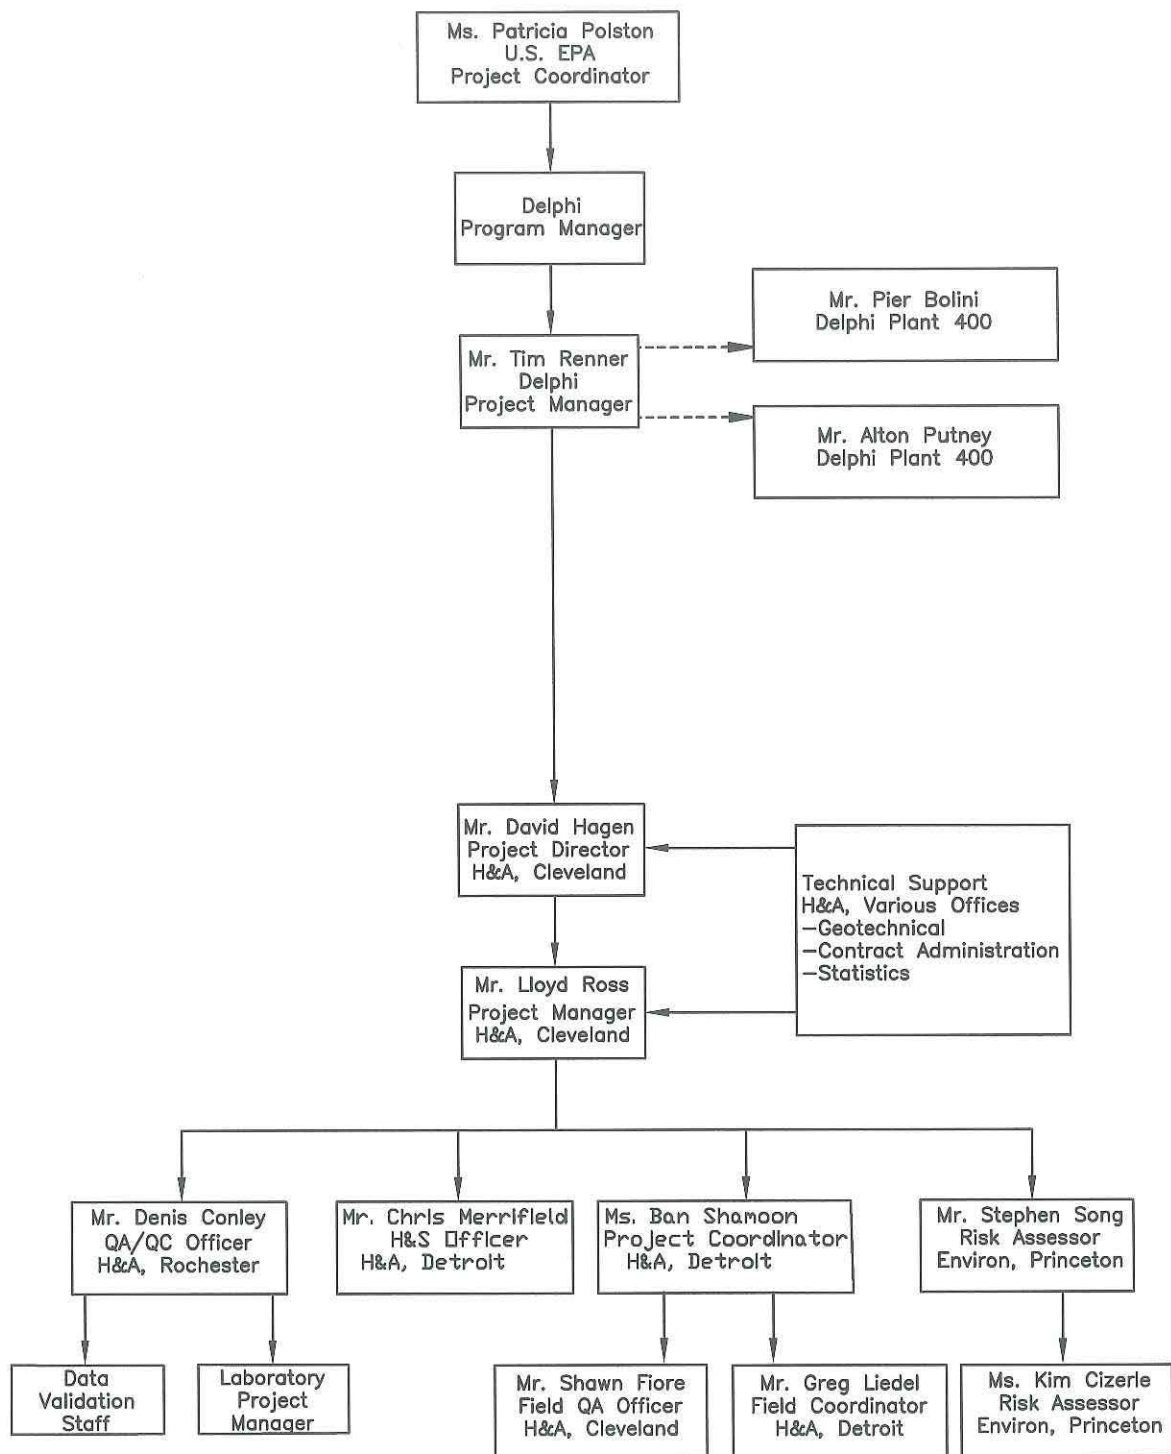 Ms. Patricia Polston
U.S. EPA
Project Coordinator
Delphi
Program Manager
Mr. Pier Bolini
Delphi Plant 400
Mr. Tim Renner
Delphi
Project Manager
Mr. Alton Putney
Delphi Plant 400
Mr. David Hagen
Project Director
H&A, Cleveland
Technical Support
H&A, Various Offices
-Geotechnical
-Contract Administration
-Statistics
Mr. Lloyd Ross
Project Manager
H&A, Cleveland
Mr. Denis Conley
QA/QC Officer
H&A, Rochester
Mr. Chris Merrifield
H&S Officer
H&A, Detroit
Ms. Ban Shamoon
Project Coordinator
H&A, Detroit
Mr. Stephen Song
Risk Assessor
Environ, Princeton
Data
Validation
Staff
Laboratory
Project
Manager
Mr. Shawn Fiore
Field QA Officer
H&A, Cleveland
Mr. Greg Liedel
Field Coordinator
H&A, Detroit
Ms. Kim Cizerle
Risk Assessor
Environ, Princeton